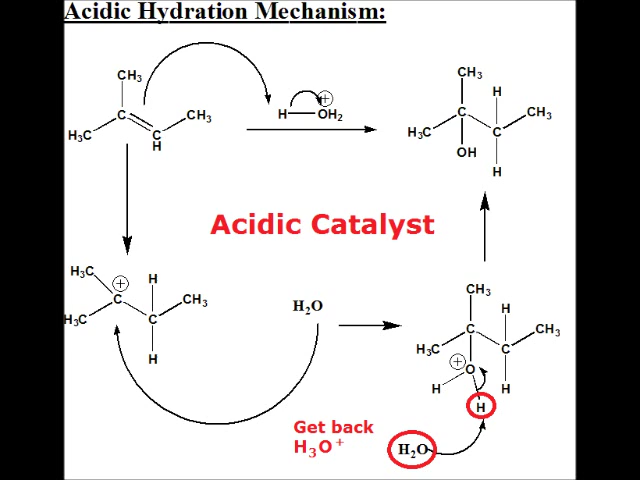 Acidic Hydration Mechanism:
CH3
C
H3C
C
H
CH3
H
OH2
+
CH3
C
H3C
OH
H
C
H
CH3
Acidic Catalyst
H3C
+
C
H3C
H
C
H
CH3
H2O
CH3
C
H3C
H
C
H
CH3
+
O
H
H
Get back
H3O+
H2O